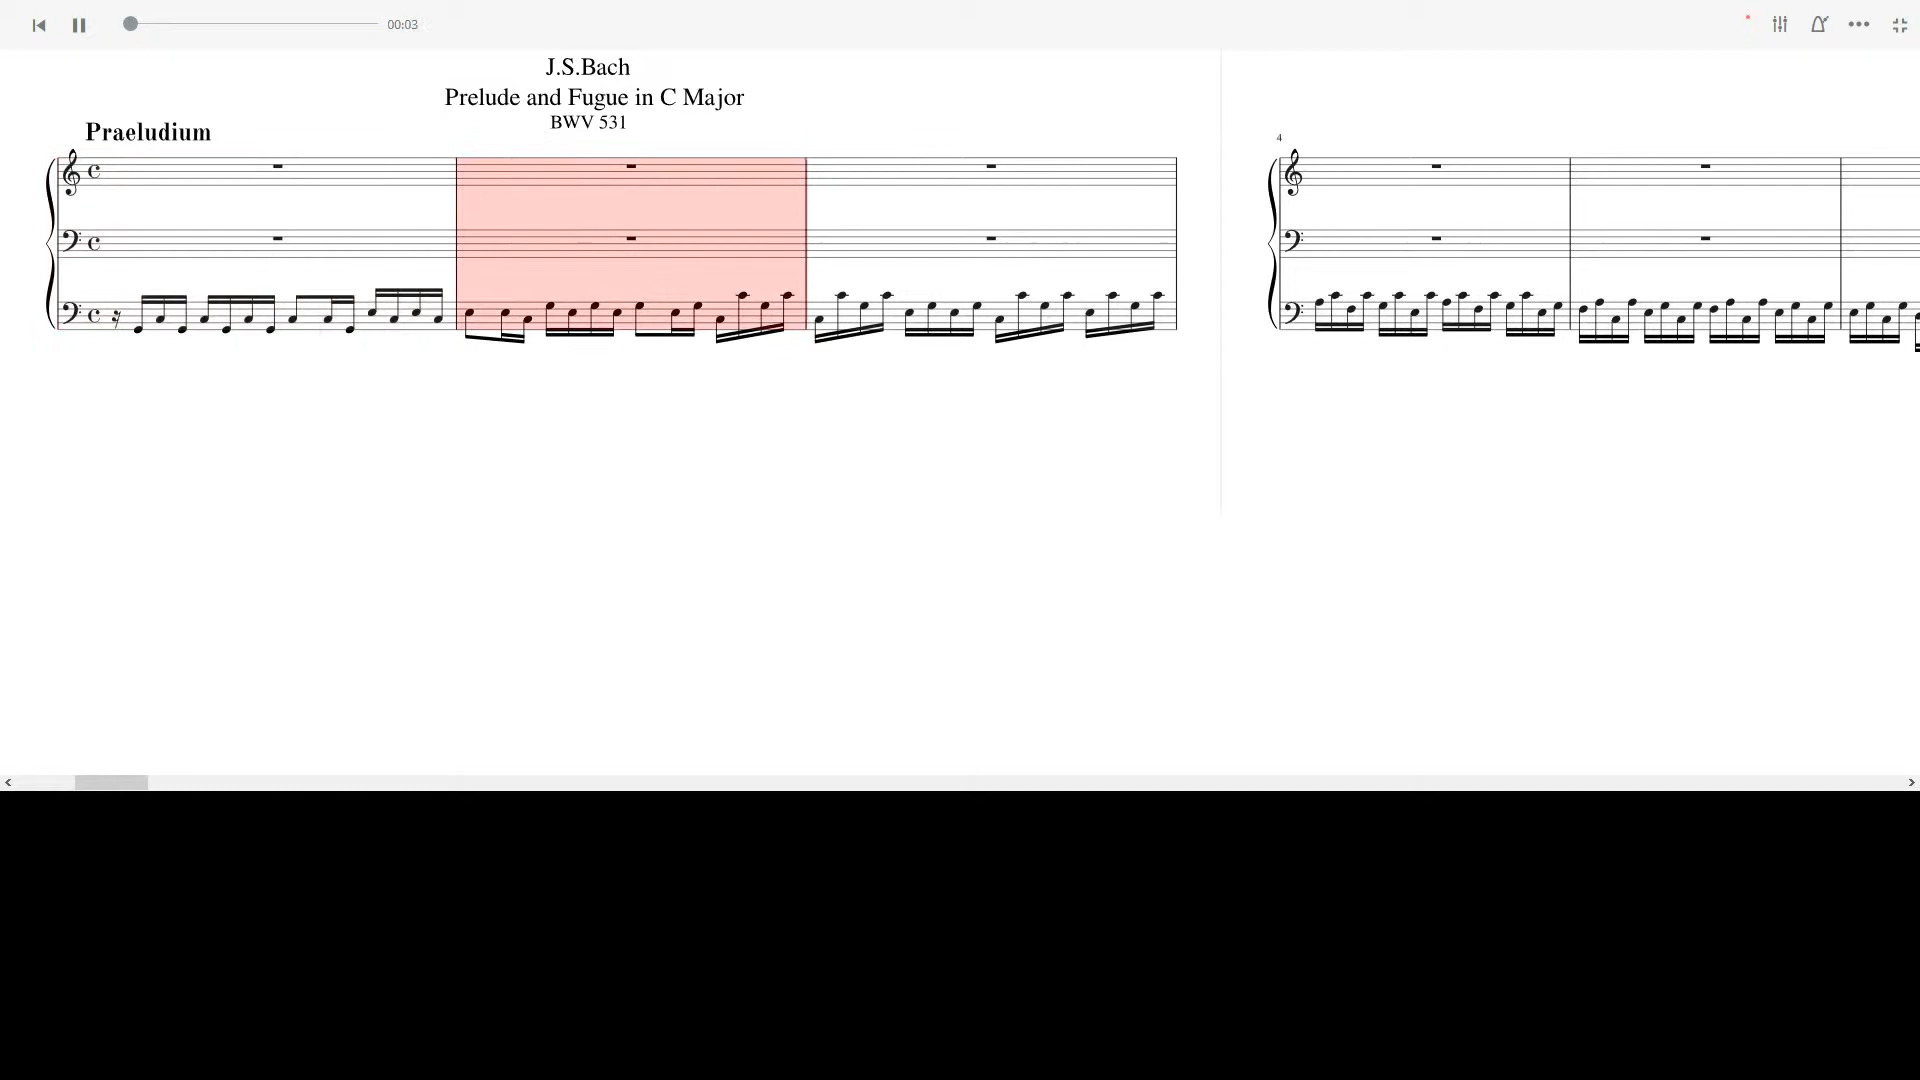 00:03
J.S.Bach
Prelude and Fugue in C Major
BWV 531
Praeludium
4